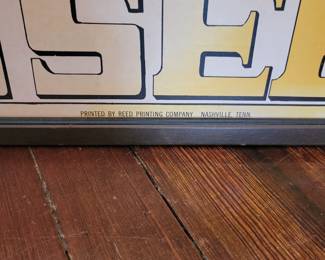 SE
PRINTED BY REED PRINTING COMPANY NASHVILLE, TENN.